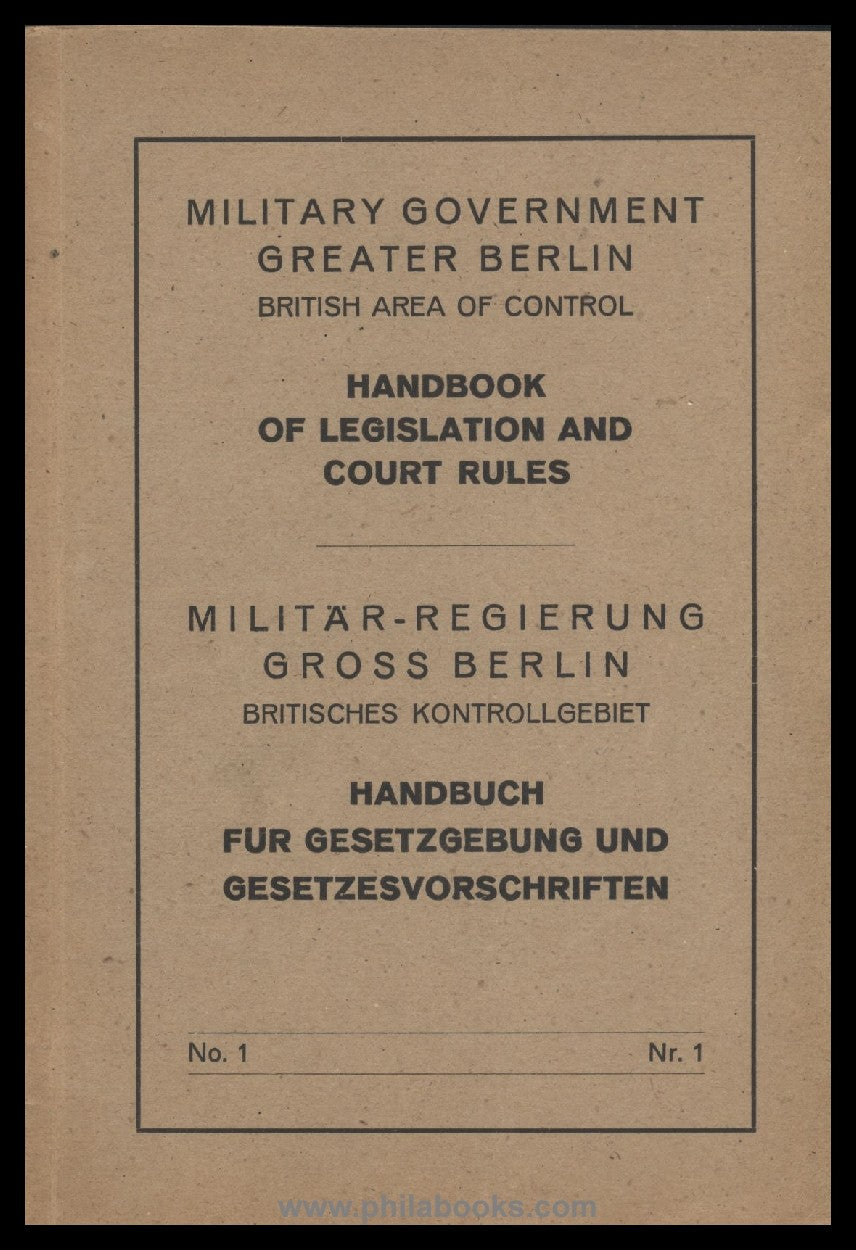 MILITARY GOVERNMENT
GREATER BERLIN
BRITISH AREA OF CONTROL
HANDBOOK
OF LEGISLATION AND
COURT RULES
MILITÄR-REGIERUNG
GROSS BERLIN
BRITISCHES KONTROLLGEBIET
HANDBUCH
FUR GESETZGEBUNG UND
GESETZESVORSCHRIFTEN
No. 1 Nr. 1
www.philabooks.com